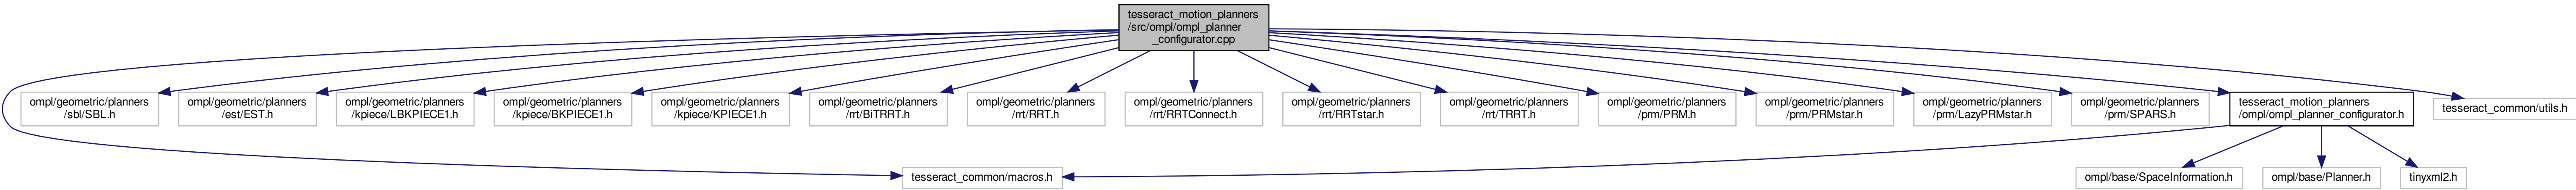 tesseract_motion_planners
/src/ompl/ompl_planner
_configurator.cpp
ompl/geometric/planners
/sbl/SBL.h
ompl/geometric/planners
/est/EST.h
ompl/geometric/planners
/kpiece/LBKPIECE1.h
ompl/geometric/planners
/kpiece/BKPIECE1.h
ompl/geometric/planners
/kpiece/KPIECE1.h
ompl/geometric/planners
/rrt/BiTRRT.h
ompl/geometric/planners
/rrt/RRT.h
ompl/geometric/planners
/rrt/RRTConnect.h
ompl/geometric/planners
/rrt/RRTstar.h
ompl/geometric/planners
/rrt/TRRT.h
ompl/geometric/planners
/prm/PRM.h
ompl/geometric/planners
/prm/PRMstar.h
ompl/geometric/planners
/prm/LazyPRMstar.h
ompl/geometric/planners
/prm/SPARS.h
tesseract_motion_planners
/ompl/ompl_planner_configurator.h
tesseract_common/utils.h
tesseract_common/macros.h
ompl/base/SpaceInformation.h
ompl/base/Planner.h
tinyxml2.h